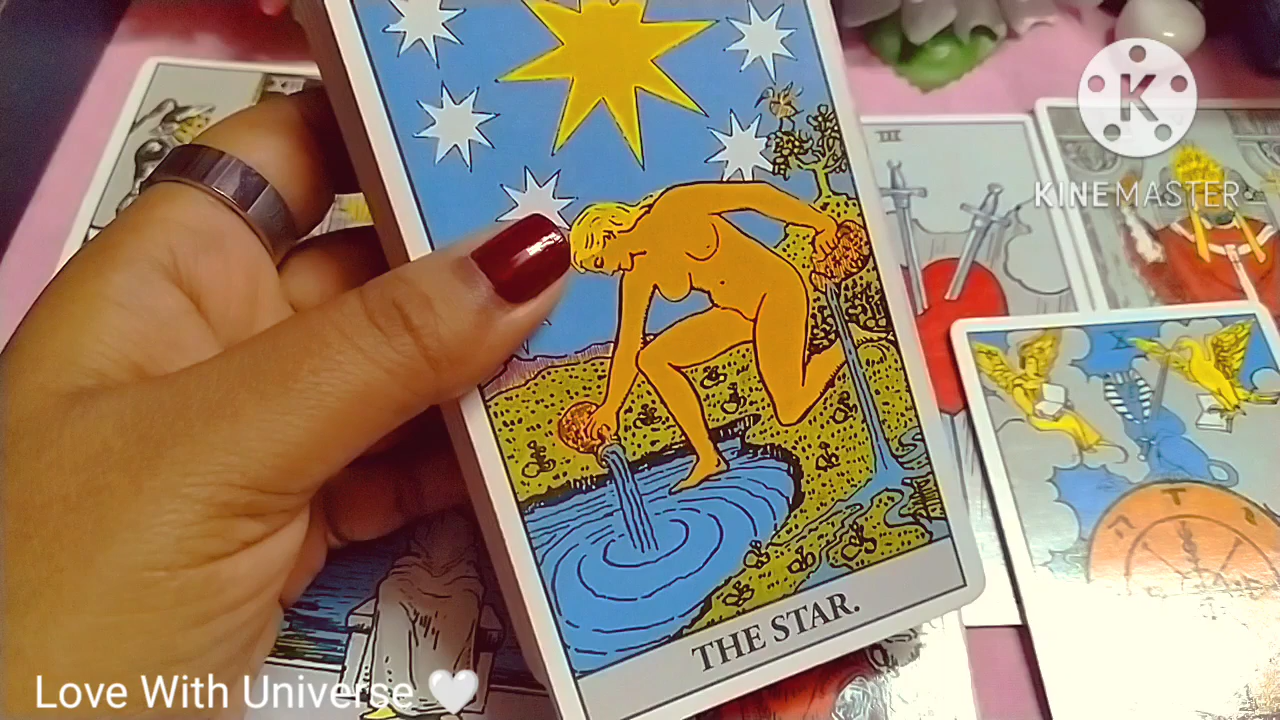 K
KINEMASTER
III
THE STAR.
Love With Universe 🤍